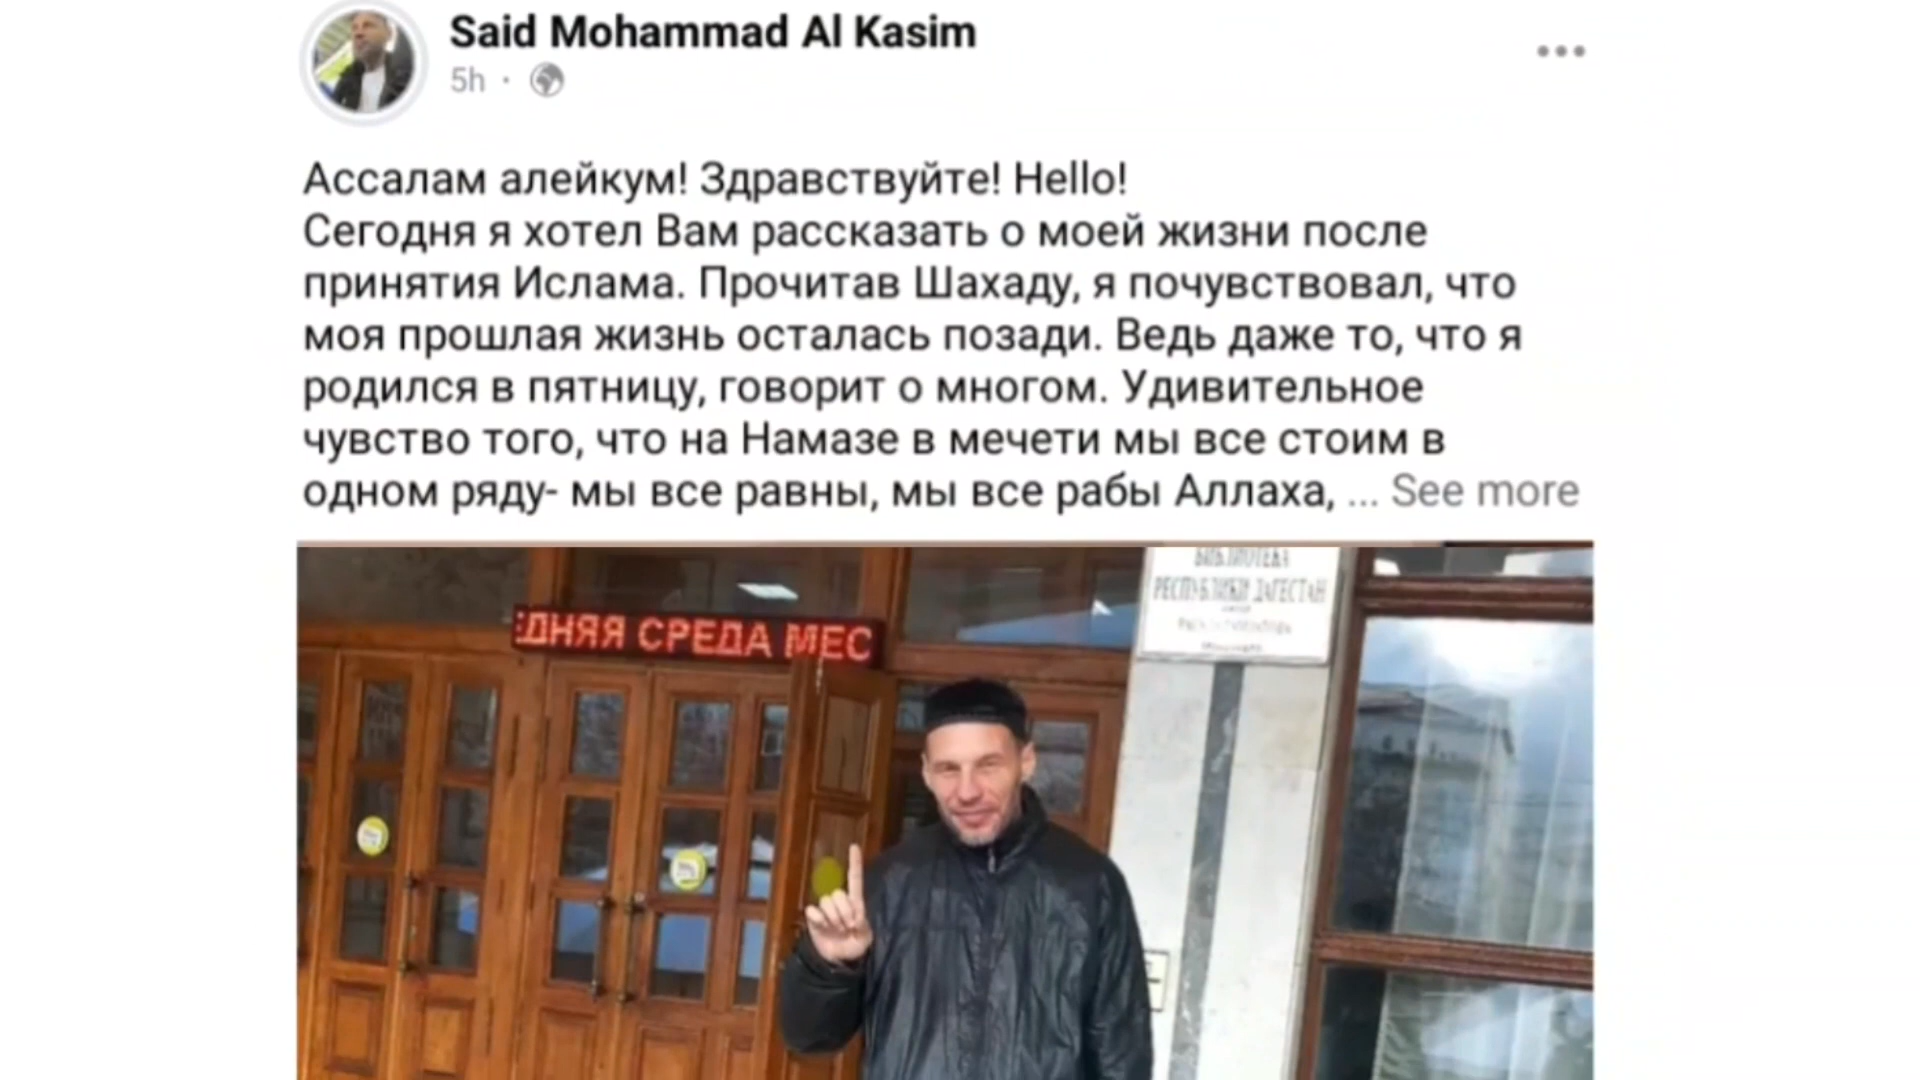 Said Mohammad Al Kasim
5h ·
Ассалам алейкум! Здравствуйте! Hello!
Сегодня я хотел Вам рассказать о моей жизни после
принятия Ислама. Прочитав Шахаду, я почувствовал, что
моя прошлая жизнь осталась позади. Ведь даже то, что я
родился в пятницу, говорит о многом. Удивительное
чувство того, что на Намазе в мечети мы все стоим в
одном ряду- мы все равны, мы все рабы Аллаха, ... See more
БИБЛИОТЕКА
РЕСПУБЛИКИ ДАГЕСТАН
ДНЯЯ СРЕДА МЕС